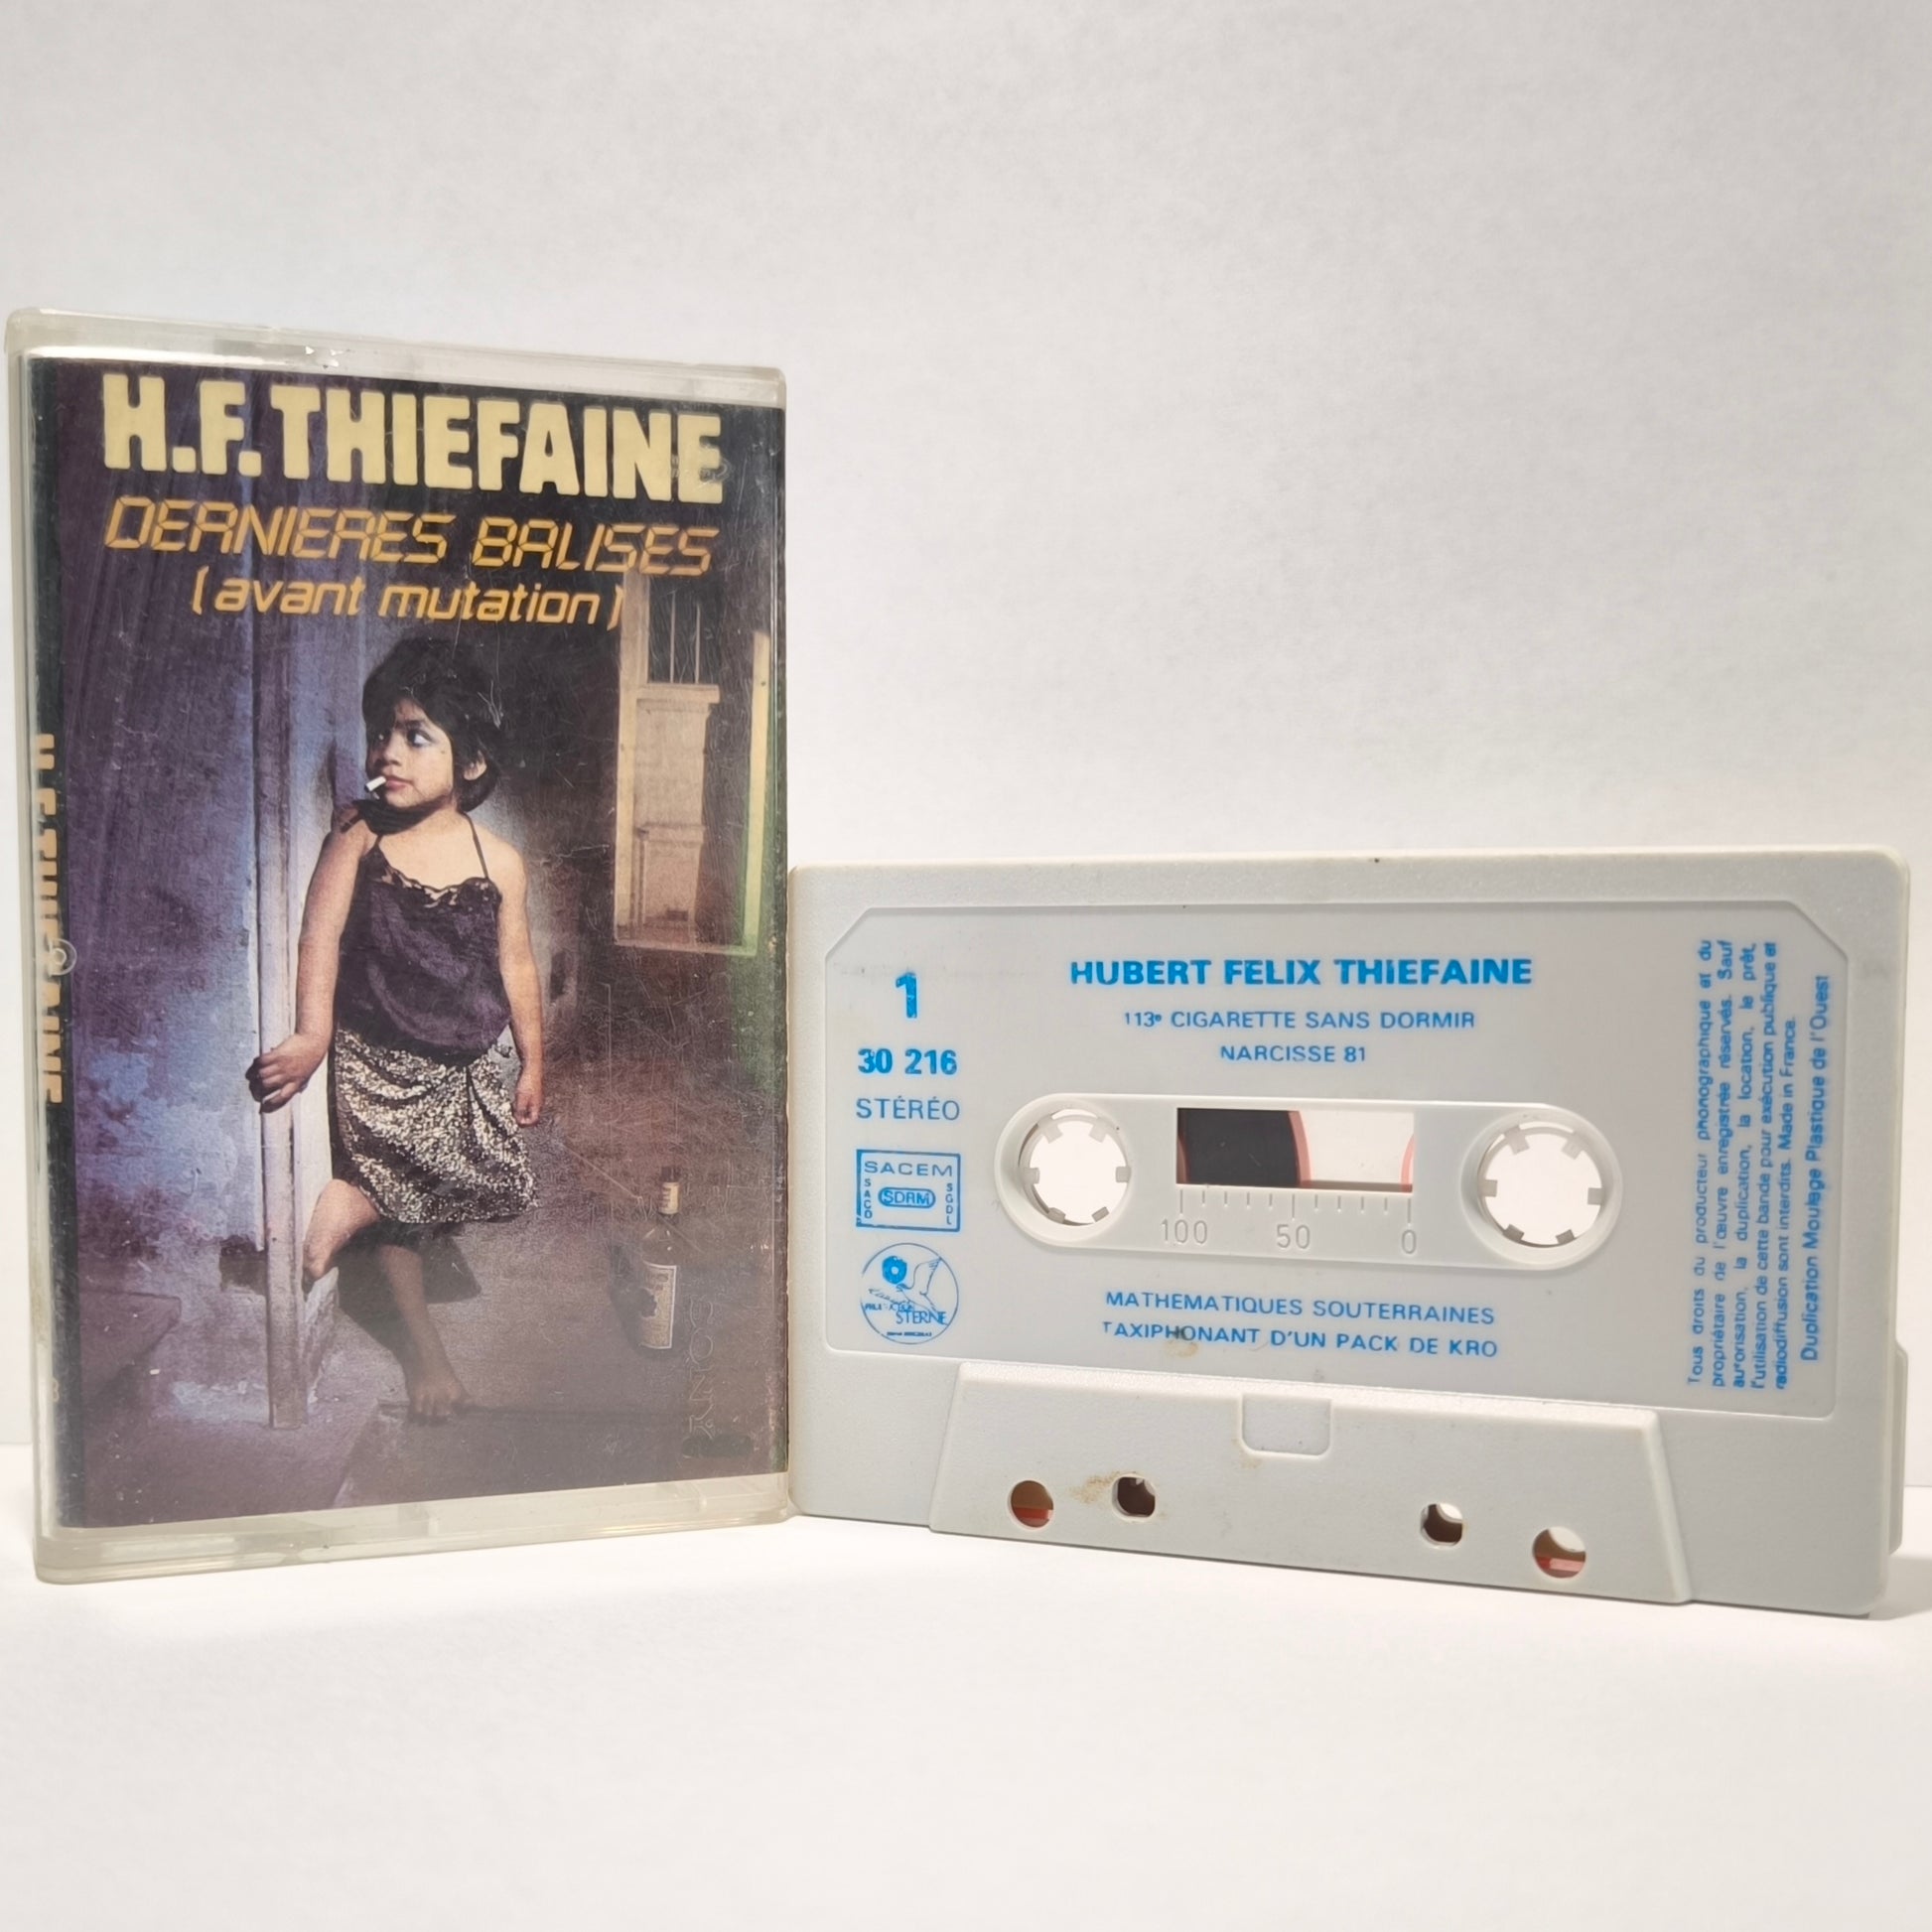 H.F. THIEFAINE
DERNIERES BALISES
(avant mutation)
HUBERT FELIX THIEFAINE
113e CIGARETTE SANS DORMIR
NARCISSE 81
1
30 216
STÉRÉO
SACEM
SACD
SDRM
SGDL
STERNE
100 50 0
MATHEMATIQUES SOUTERRAINES
TAXIPHONANT D'UN PACK DE KRO
Tous droits du producteur phonographique et du
propriétaire de l'œuvre enregistrée réservés. Sauf
autorisation, la duplication, la location, le prêt,
l'utilisation de cette bande pour exécution publique et
radiodiffusion sont interdits. Made in France.
Duplication Moulage Plastique de l'Ouest